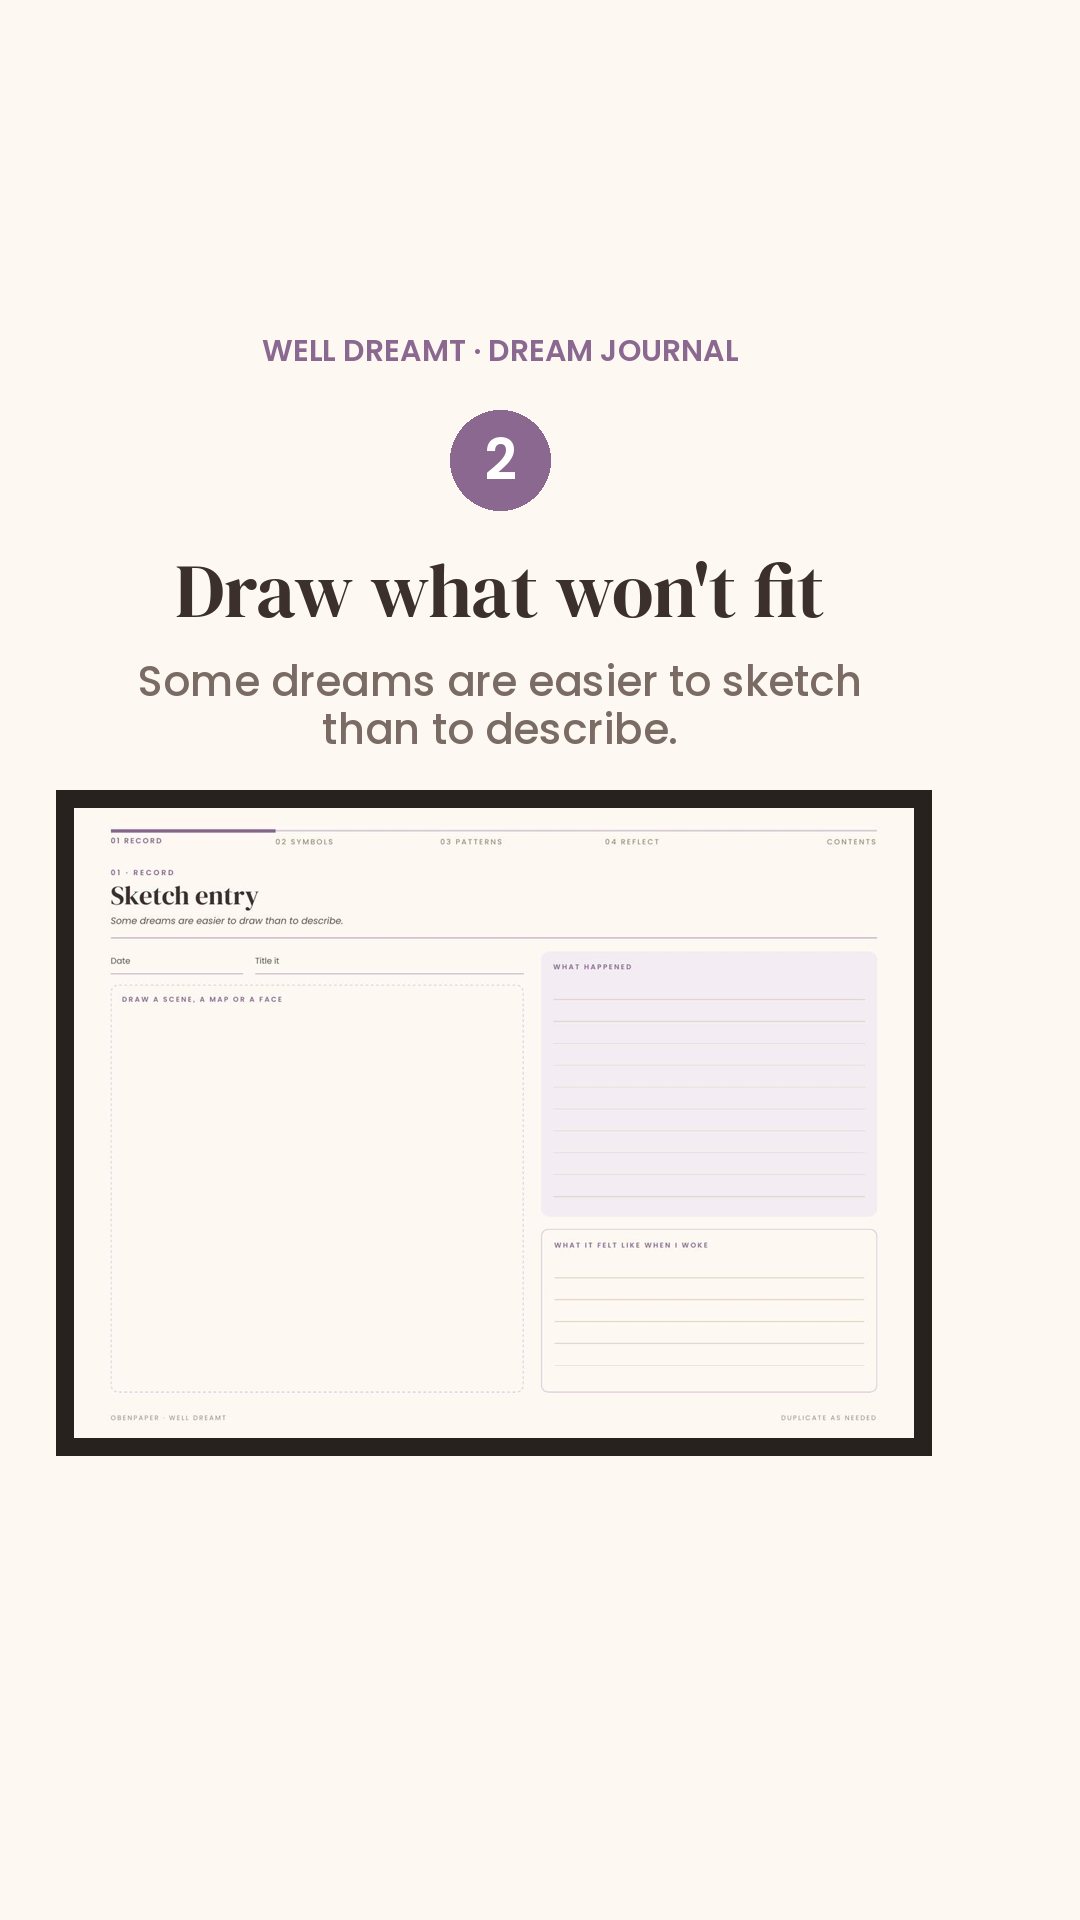 WELL DREAMT · DREAM JOURNAL
2
Draw what won't fit
Some dreams are easier to sketch
than to describe.
01 RECORD
02 SYMBOLS
03 PATTERNS
04 REFLECT
CONTENTS
01 · RECORD
Sketch entry
Some dreams are easier to draw than to describe.
Date
Title it
DRAW A SCENE, A MAP OR A FACE
WHAT HAPPENED
WHAT IT FELT LIKE WHEN I WOKE
OBENPAPER · WELL DREAMT
DUPLICATE AS NEEDED